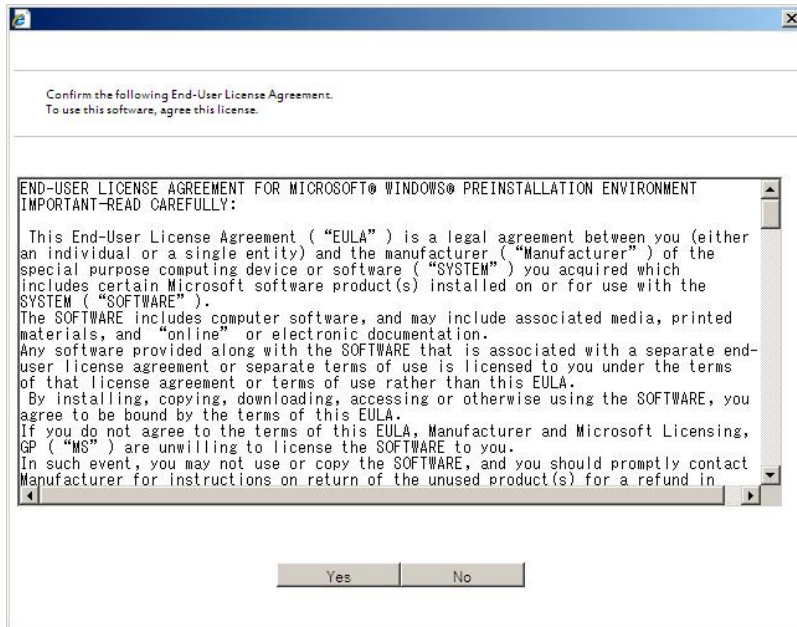 Confirm the following End-User License Agreement.
To use this software, agree this license.
END-USER LICENSE AGREEMENT FOR MICROSOFT® WINDOWS® PREINSTALLATION ENVIRONMENT
IMPORTANT-READ CAREFULLY:
This End-User License Agreement ( “EULA” ) is a legal agreement between you (either
an individual or a single entity) and the manufacturer ( “Manufacturer” ) of the
special purpose computing device or software ( “SYSTEM” ) you acquired which
includes certain Microsoft software product(s) installed on or for use with the
SYSTEM ( “SOFTWARE” ).
The SOFTWARE includes computer software, and may include associated media, printed
materials, and “online” or electronic documentation.
Any software provided along with the SOFTWARE that is associated with a separate end-
user license agreement or separate terms of use is licensed to you under the terms
of that license agreement or terms of use rather than this EULA.
By installing, copying, downloading, accessing or otherwise using the SOFTWARE, you
agree to be bound by the terms of this EULA.
If you do not agree to the terms of this EULA, Manufacturer and Microsoft Licensing,
GP ( “MS” ) are unwilling to license the SOFTWARE to you.
In such event, you may not use or copy the SOFTWARE, and you should promptly contact
Manufacturer for instructions on return of the unused product(s) for a refund in
Yes No